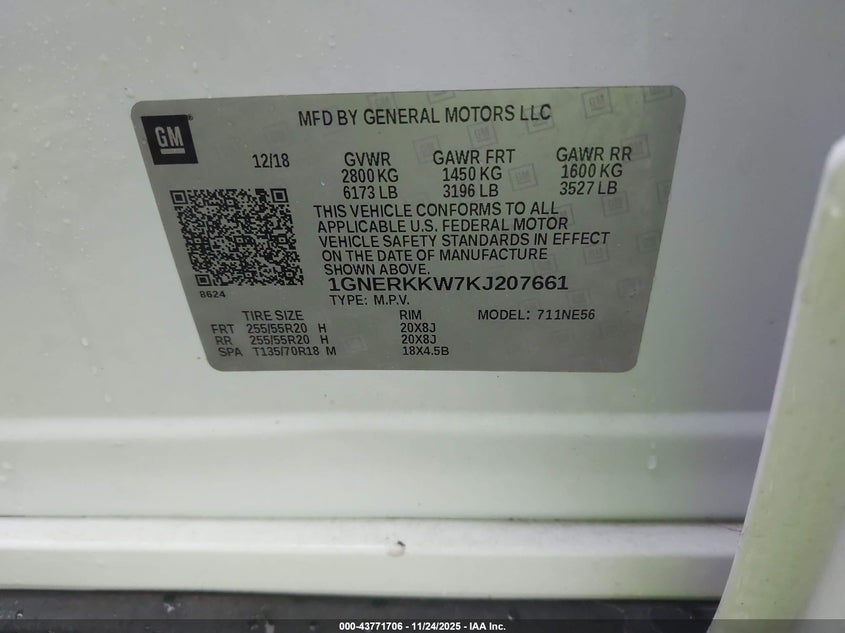 GM
MFD BY GENERAL MOTORS LLC
12/18 GVWR GAWR FRT GAWR RR
2800 KG 1450 KG 1600 KG
6173 LB 3196 LB 3527 LB
THIS VEHICLE CONFORMS TO ALL
APPLICABLE U.S. FEDERAL MOTOR
VEHICLE SAFETY STANDARDS IN EFFECT
ON THE DATE OF MANUFACTURE
SHOWN ABOVE.
8624
1GNERKKW7KJ207661
TYPE: M.P.V.
TIRE SIZE RIM MODEL: 711NE56
FRT 255/55R20 H 20X8J
RR 255/55R20 H 20X8J
SPA T135/70R18 M 18X4.5B
000-43771706 - 11/24/2025 - IAA Inc.